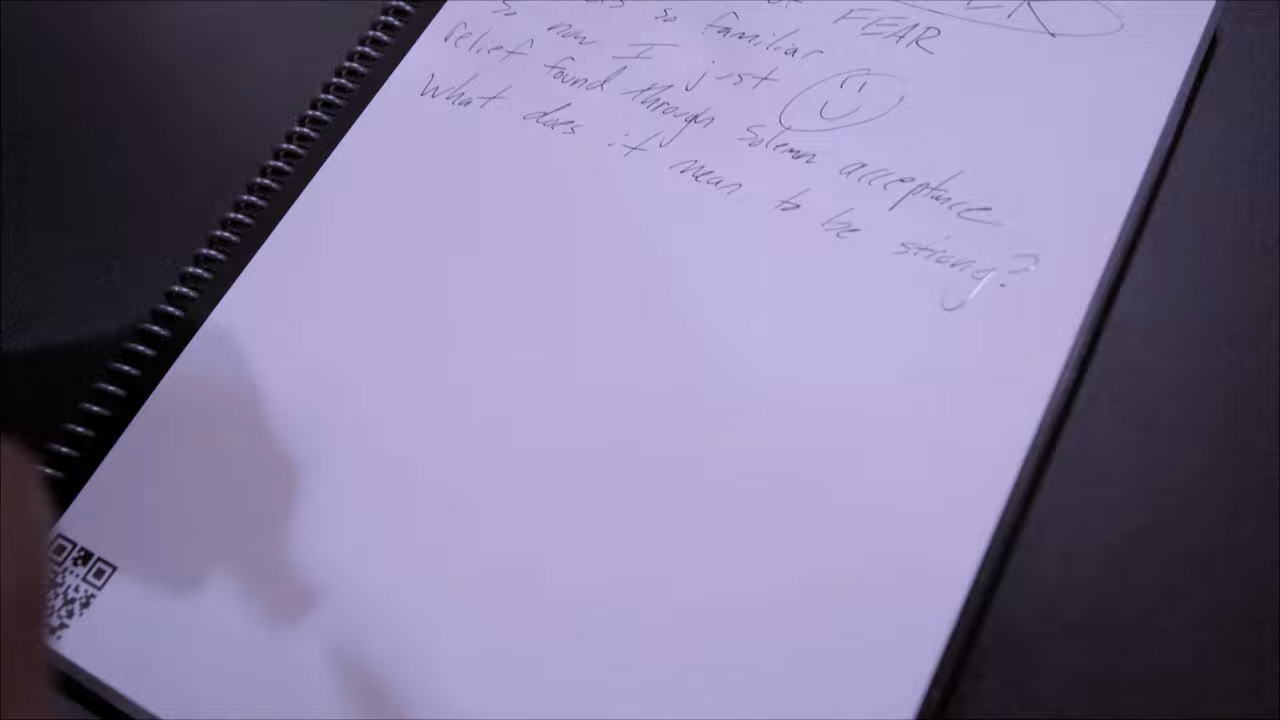 so familiar FEAR
so now I just
relief found through solemn acceptance
What does it mean to be strong?